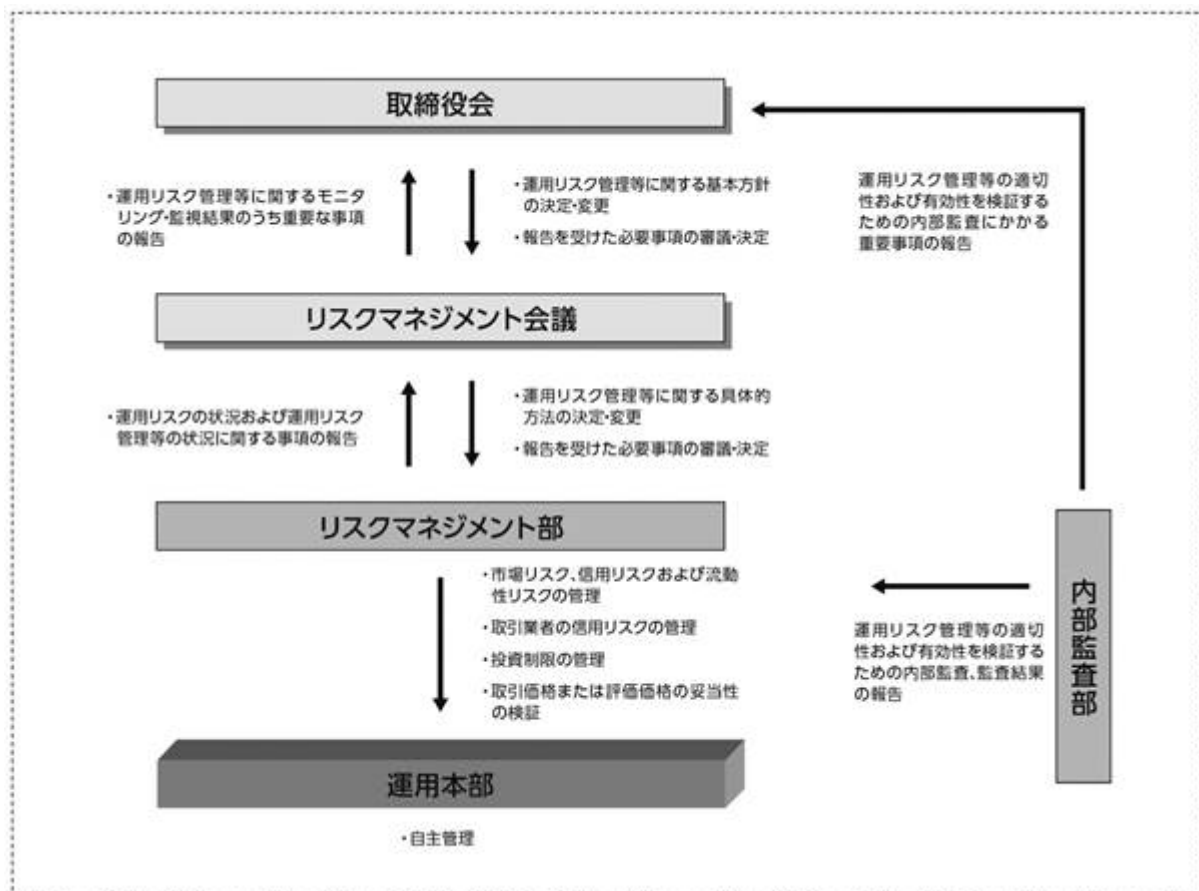 取締役会
・運用リスク管理等に関するモニタ
リング・監視結果のうち重要な事項
の報告
・運用リスク管理等に関する基本方針
の決定・変更
・報告を受けた必要事項の審議・決定
運用リスク管理等の適切
性および有効性を検証する
ための内部監査にかかる
重要事項の報告
リスクマネジメント会議
・運用リスクの状況および運用リスク
管理等の状況に関する事項の報告
・運用リスク管理等に関する具体的
方法の決定・変更
・報告を受けた必要事項の審議・決定
リスクマネジメント部
・市場リスク、信用リスクおよび流動
性リスクの管理
・取引業者の信用リスクの管理
・投資制限の管理
・取引価格または評価価格の妥当性
の検証
運用リスク管理等の適切
性および有効性を検証する
ための内部監査、監査結果
の報告
内部監査部
運用本部
・自主管理